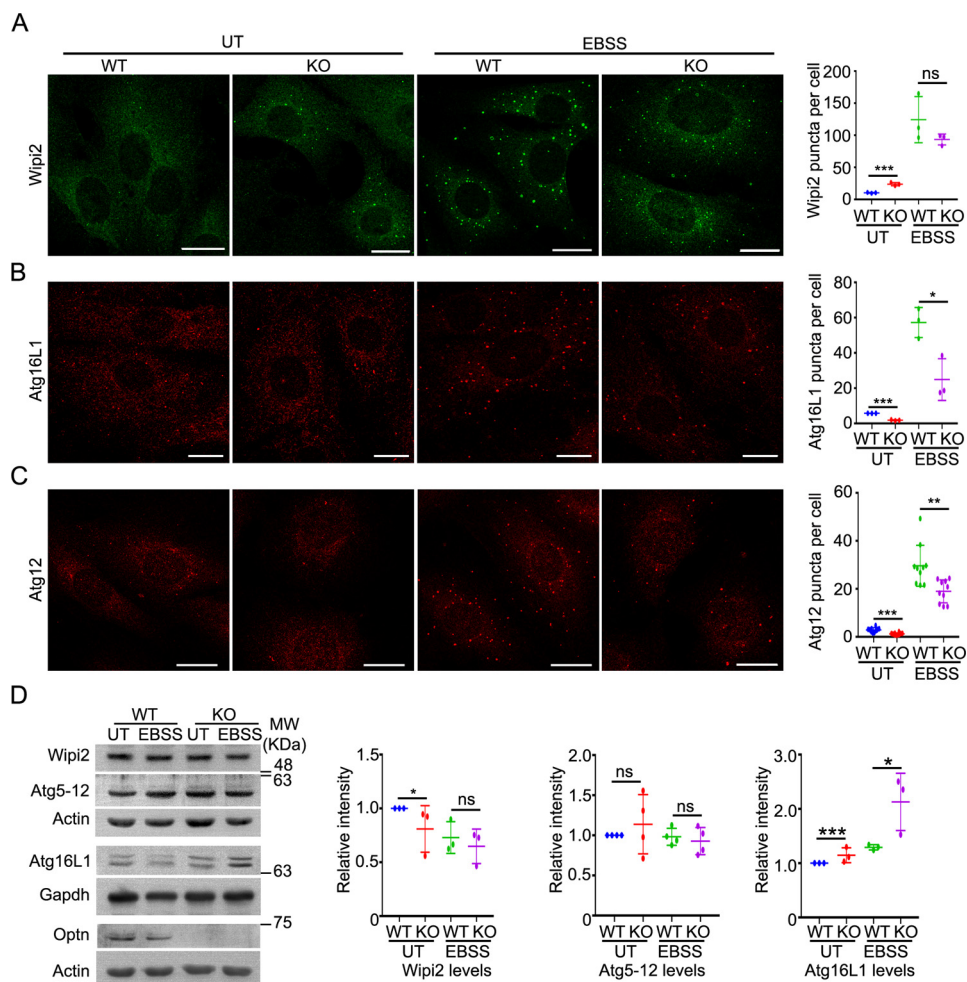 A
UT
EBSS
WT
KO
WT
KO
Wipi2
Wipi2 puncta per cell
200
150
100
50
0
***
ns
WT KO
WT KO
UT
EBSS
B
Atg16L1
Atg16L1 puncta per cell
80
60
40
20
0
***
*
WT KO
WT KO
UT
EBSS
C
Atg12
Atg12 puncta per cell
60
40
20
0
***
**
WT KO
WT KO
UT
EBSS
D
WT
KO
MW
(KDa)
UT EBSS
UT EBSS
Wipi2
48
63
Atg5-12
Actin
Atg16L1
63
Gapdh
75
Optn
Actin
Relative intensity
1.5
1.0
0.5
0
*
ns
WT KO
WT KO
UT
EBSS
Wipi2 levels
Relative intensity
2.0
1.5
1.0
0.5
0
ns
ns
WT KO
WT KO
UT
EBSS
Atg5-12 levels
Relative intensity
3.0
2.0
1.0
0
***
*
WT KO
WT KO
UT
EBSS
Atg16L1 levels